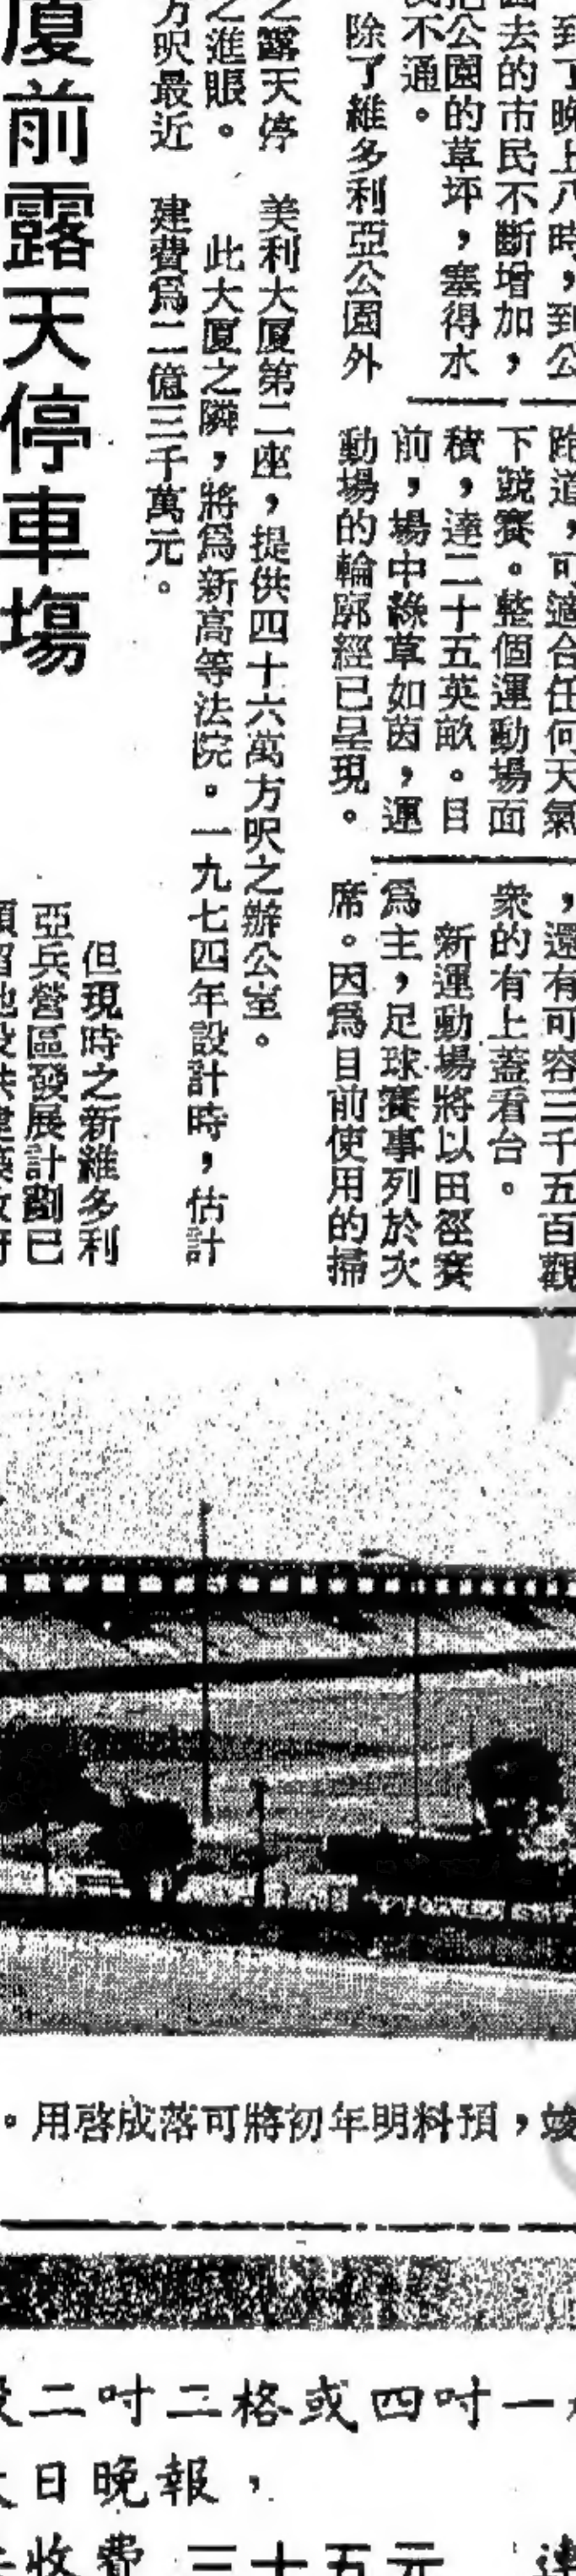 到了晚上八時，到公
去的市民不斷增加，
公園的草坪，塞得水
不通。
除了維多利亞公園外
跑道，可適合任何天氣
下競賽。整個運動場面
積，達二十五英畝。目
前，場中綠草如茵，運
動場的輪廓經已呈現。
，還有可容三千五百觀
衆的有上蓋看台。
新運動場將以田徑賽
爲主，足球賽事列於次
席。因爲目前使用的掃
之露天停
之進賬。
方呎最近
美利大厦第二座，提供四十六萬方呎之辦公室。
此大厦之隣，將爲新高等法院。一九七四年設計時，估計
建費爲二億三千萬元。
厦前露天停車塲
但現時之新維多利
亞兵營區發展計劃已
竣，預料明年初將可落成啓用。
二吋二格或四吋一
日晚報，
收費 三十五元